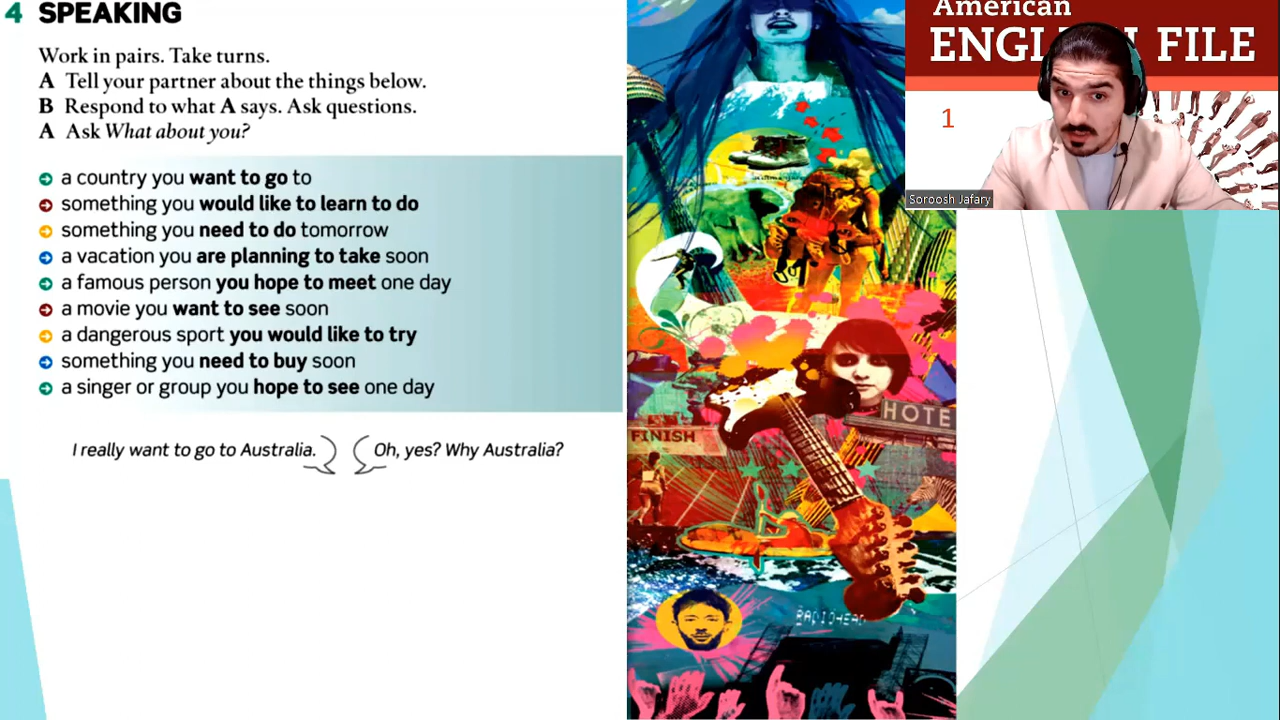 4 SPEAKING
Work in pairs. Take turns.
A Tell your partner about the things below.
B Respond to what A says. Ask questions.
A Ask What about you?
a country you want to go to
something you would like to learn to do
something you need to do tomorrow
a vacation you are planning to take soon
a famous person you hope to meet one day
a movie you want to see soon
a dangerous sport you would like to try
something you need to buy soon
a singer or group you hope to see one day
I really want to go to Australia.
Oh, yes? Why Australia?
FINISH
HOTE
RADIOHEAD
American
ENGL FILE
1
Soroosh Jafary